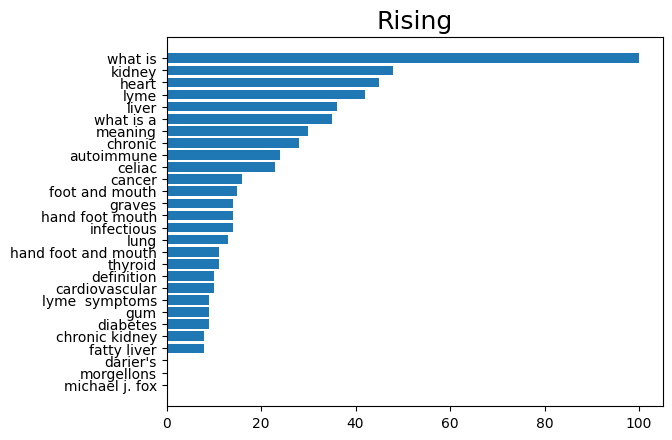 Rising
what is
kidney
heart
lyme
liver
what is a
meaning
chronic
autoimmune
celiac
cancer
foot and mouth
graves
hand foot mouth
infectious
lung
hand foot and mouth
thyroid
definition
cardiovascular
lyme  symptoms
gum
diabetes
chronic kidney
fatty liver
darier's
morgellons
michael j. fox
0 20 40 60 80 100